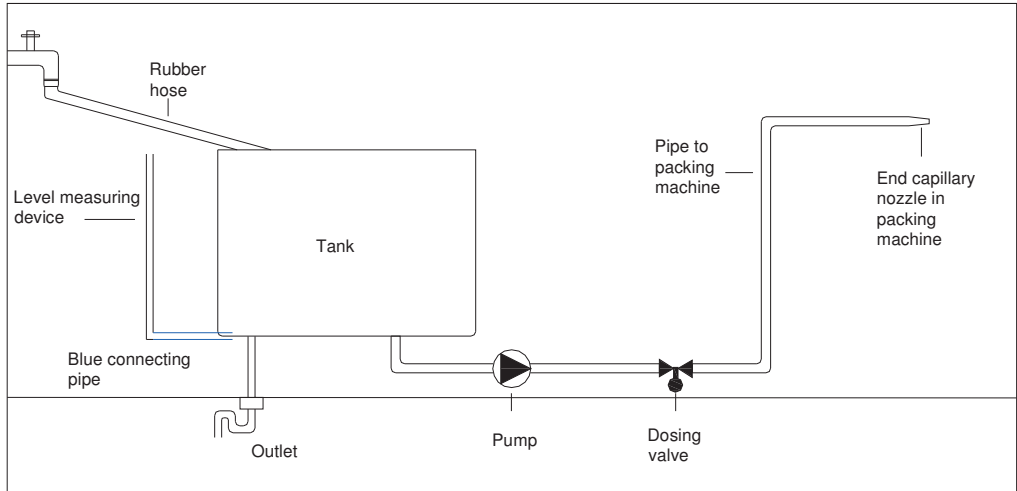 Rubber
hose
Level measuring
device
Tank
Pipe to
packing
machine
End capillary
nozzle in
packing
machine
Blue connecting
pipe
Outlet
Pump
Dosing
valve